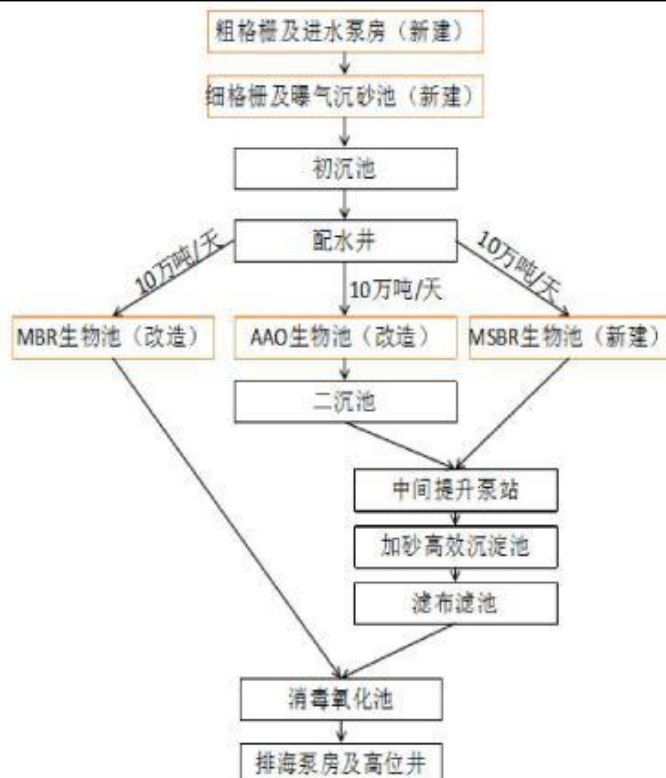 粗格栅及进水泵房（新建）
细格栅及曝气沉砂池（新建）
初沉池
配水井
10万吨/天
10万吨/天
10万吨/天
MBR生物池（改造）
AAO生物池（改造）
MSBR生物池（新建）
二沉池
中间提升泵站
加砂高效沉淀池
滤布滤池
消毒氧化池
排海泵房及高位井